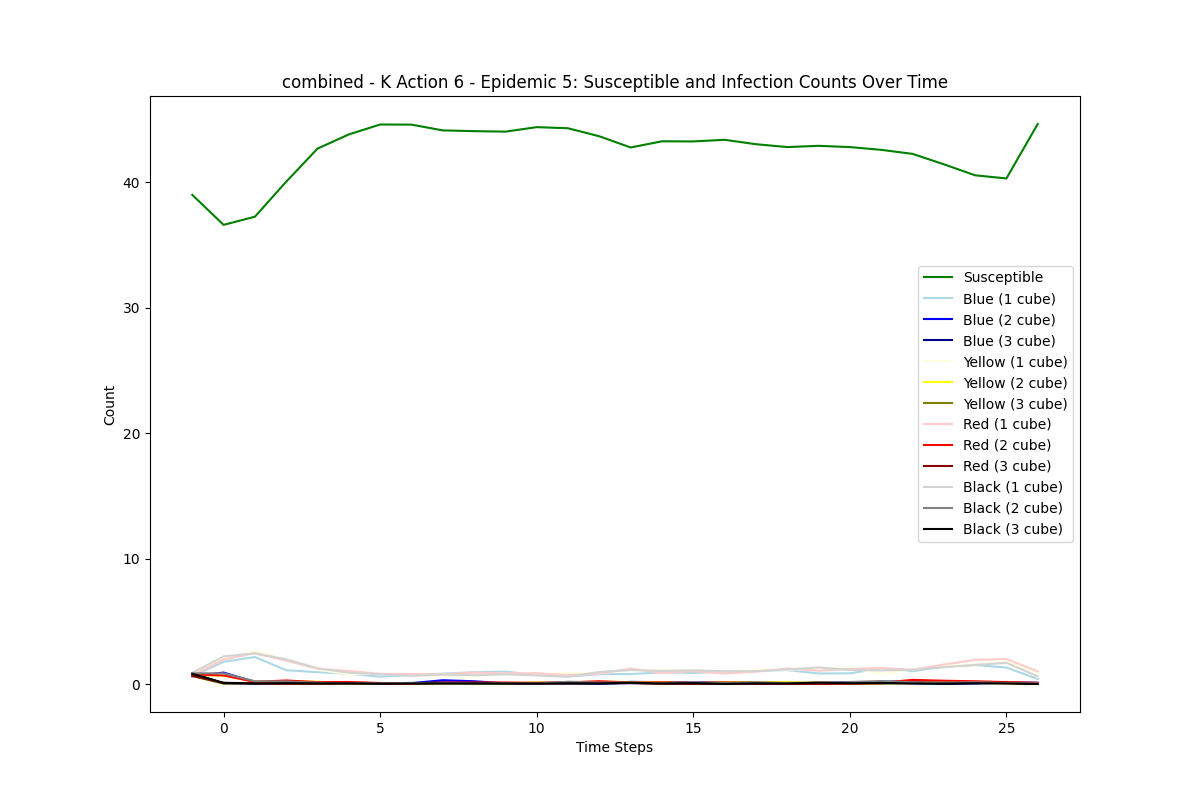 combined - K Action 6 - Epidemic 5: Susceptible and Infection Counts Over Time
40
30
20
10
0
Count
Susceptible
Blue (1 cube)
Blue (2 cube)
Blue (3 cube)
Yellow (1 cube)
Yellow (2 cube)
Yellow (3 cube)
Red (1 cube)
Red (2 cube)
Red (3 cube)
Black (1 cube)
Black (2 cube)
Black (3 cube)
0 5 10 15 20 25
Time Steps